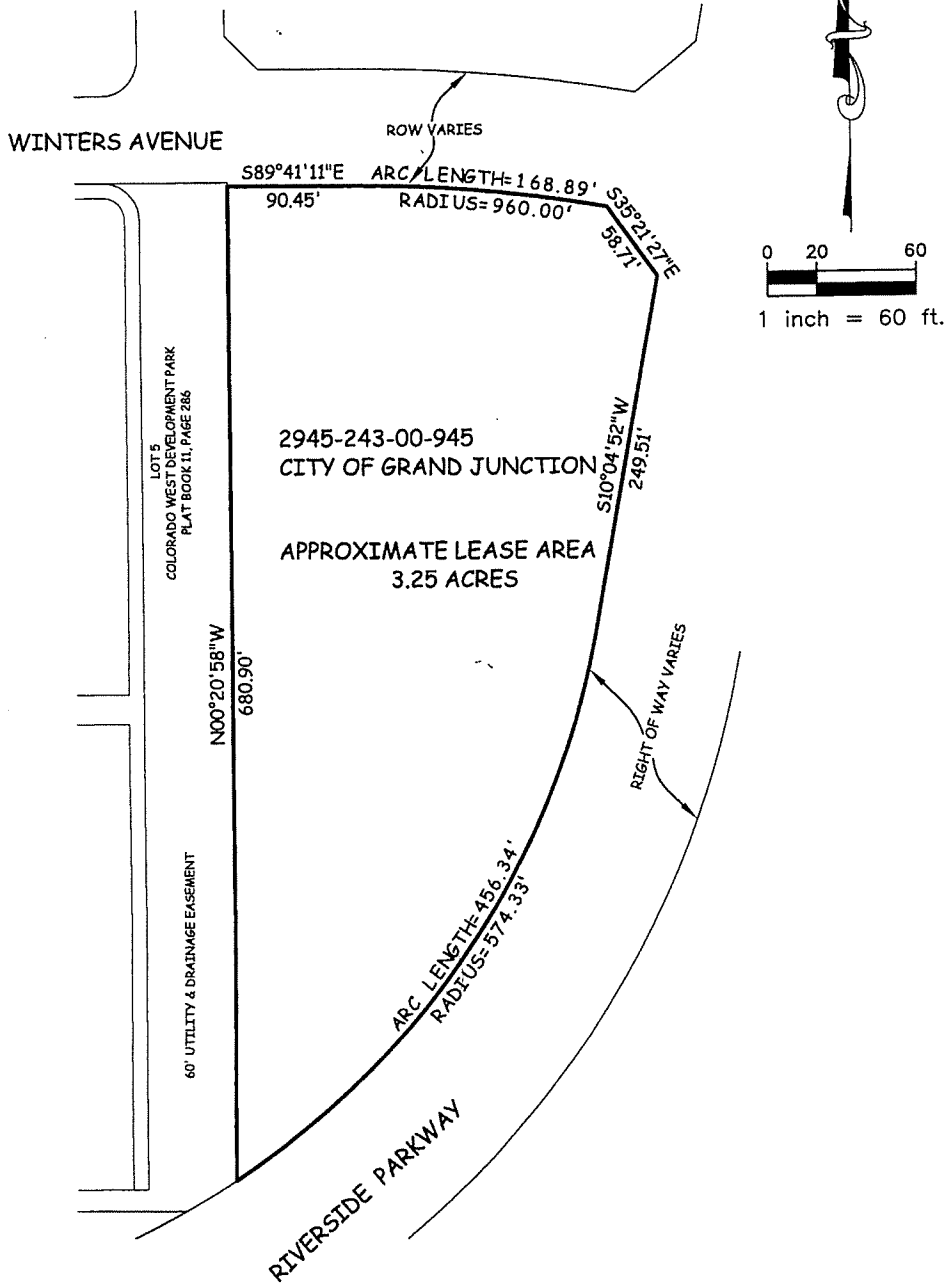 WINTERS AVENUE
ROW VARIES
S89°41'11"E
90.45'
ARC LENGTH=168.89'
RADIUS=960.00'
S35°21'27"E
58.71'
0 20 60
1 inch = 60 ft.
LOT 5
COLORADO WEST DEVELOPMENT PARK
PLAT BOOK 11, PAGE 286
2945-243-00-945
CITY OF GRAND JUNCTION
S10°04'52"W
249.51'
APPROXIMATE LEASE AREA
3.25 ACRES
N00°20'58"W
680.90'
RIGHT OF WAY VARIES
60' UTILITY & DRAINAGE EASEMENT
ARC LENGTH=456.34'
RADIUS=574.33'
RIVERSIDE PARKWAY